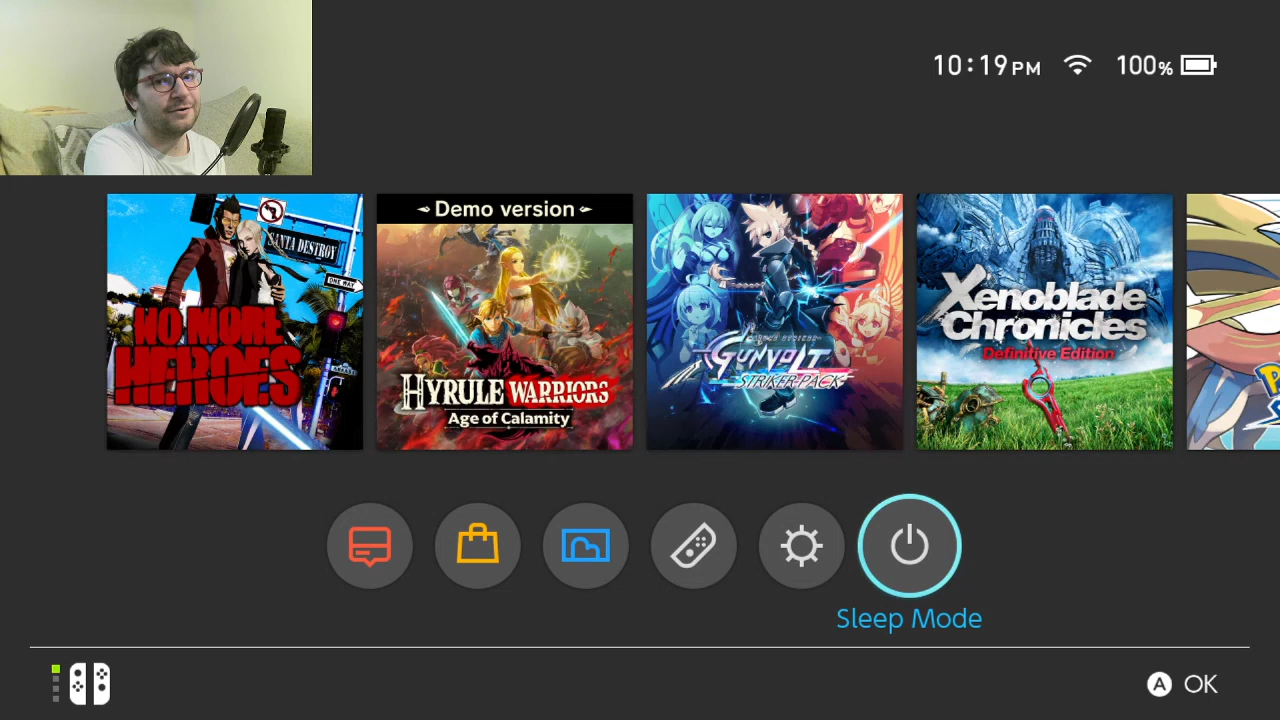 10:19PM 100%
SANTA DESTROY
ONE WAY
NO MORE
HEROES
Demo version
HYRULE WARRIORS
Age of Calamity
GUNVOLT
STRIKER PACK
Xenoblade
Chronicles
Definitive Edition
Sleep Mode
A OK